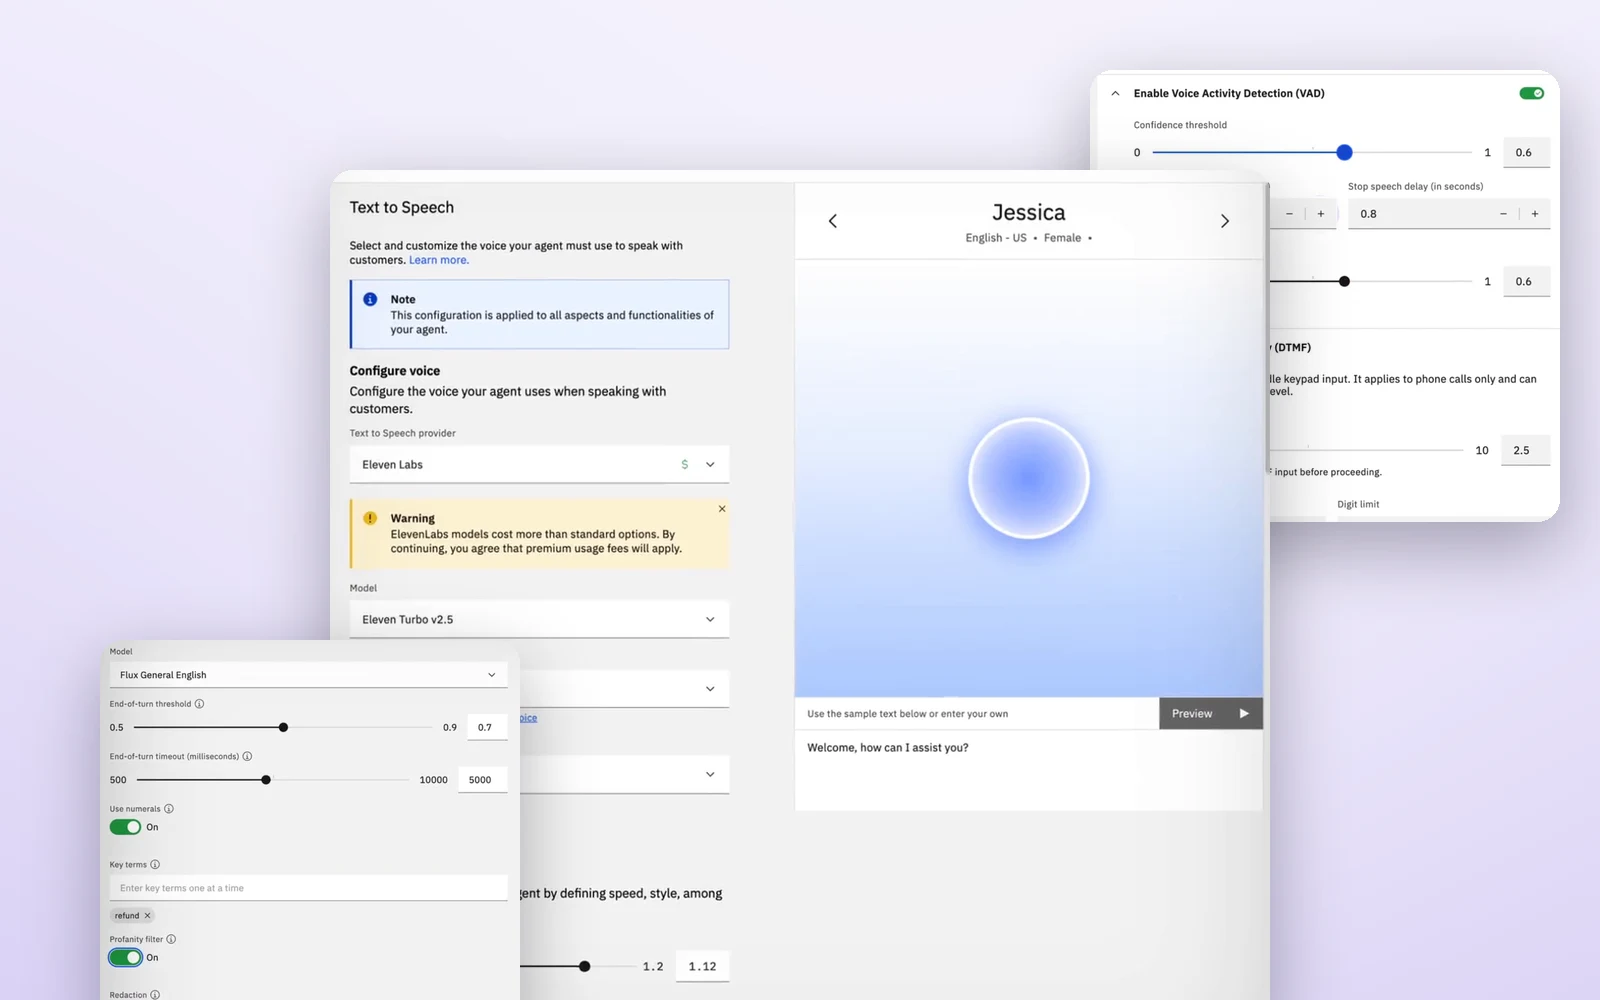 Enable Voice Activity Detection (VAD)
Confidence threshold
0
1
0.6
Stop speech delay (in seconds)
− +
0.8
− +
1
0.6
(DTMF)
keypad input. It applies to phone calls only and can
10
2.5
input before proceeding.
Digit limit
Text to Speech
Select and customize the voice your agent must use to speak with
customers. Learn more.
Note
This configuration is applied to all aspects and functionalities of
your agent.
Configure voice
Configure the voice your agent uses when speaking with
customers.
Text to Speech provider
Eleven Labs
$
Warning
ElevenLabs models cost more than standard options. By
continuing, you agree that premium usage fees will apply.
Model
Eleven Turbo v2.5
by defining speed, style, among
1.2
1.12
Jessica
English - US • Female •
Use the sample text below or enter your own
Preview
Welcome, how can I assist you?
Model
Flux General English
End-of-turn threshold
0.5
0.9
0.7
End-of-turn timeout (milliseconds)
500
10000
5000
Use numerals
On
Key terms
Enter key terms one at a time
refund ×
Profanity filter
On
Redaction